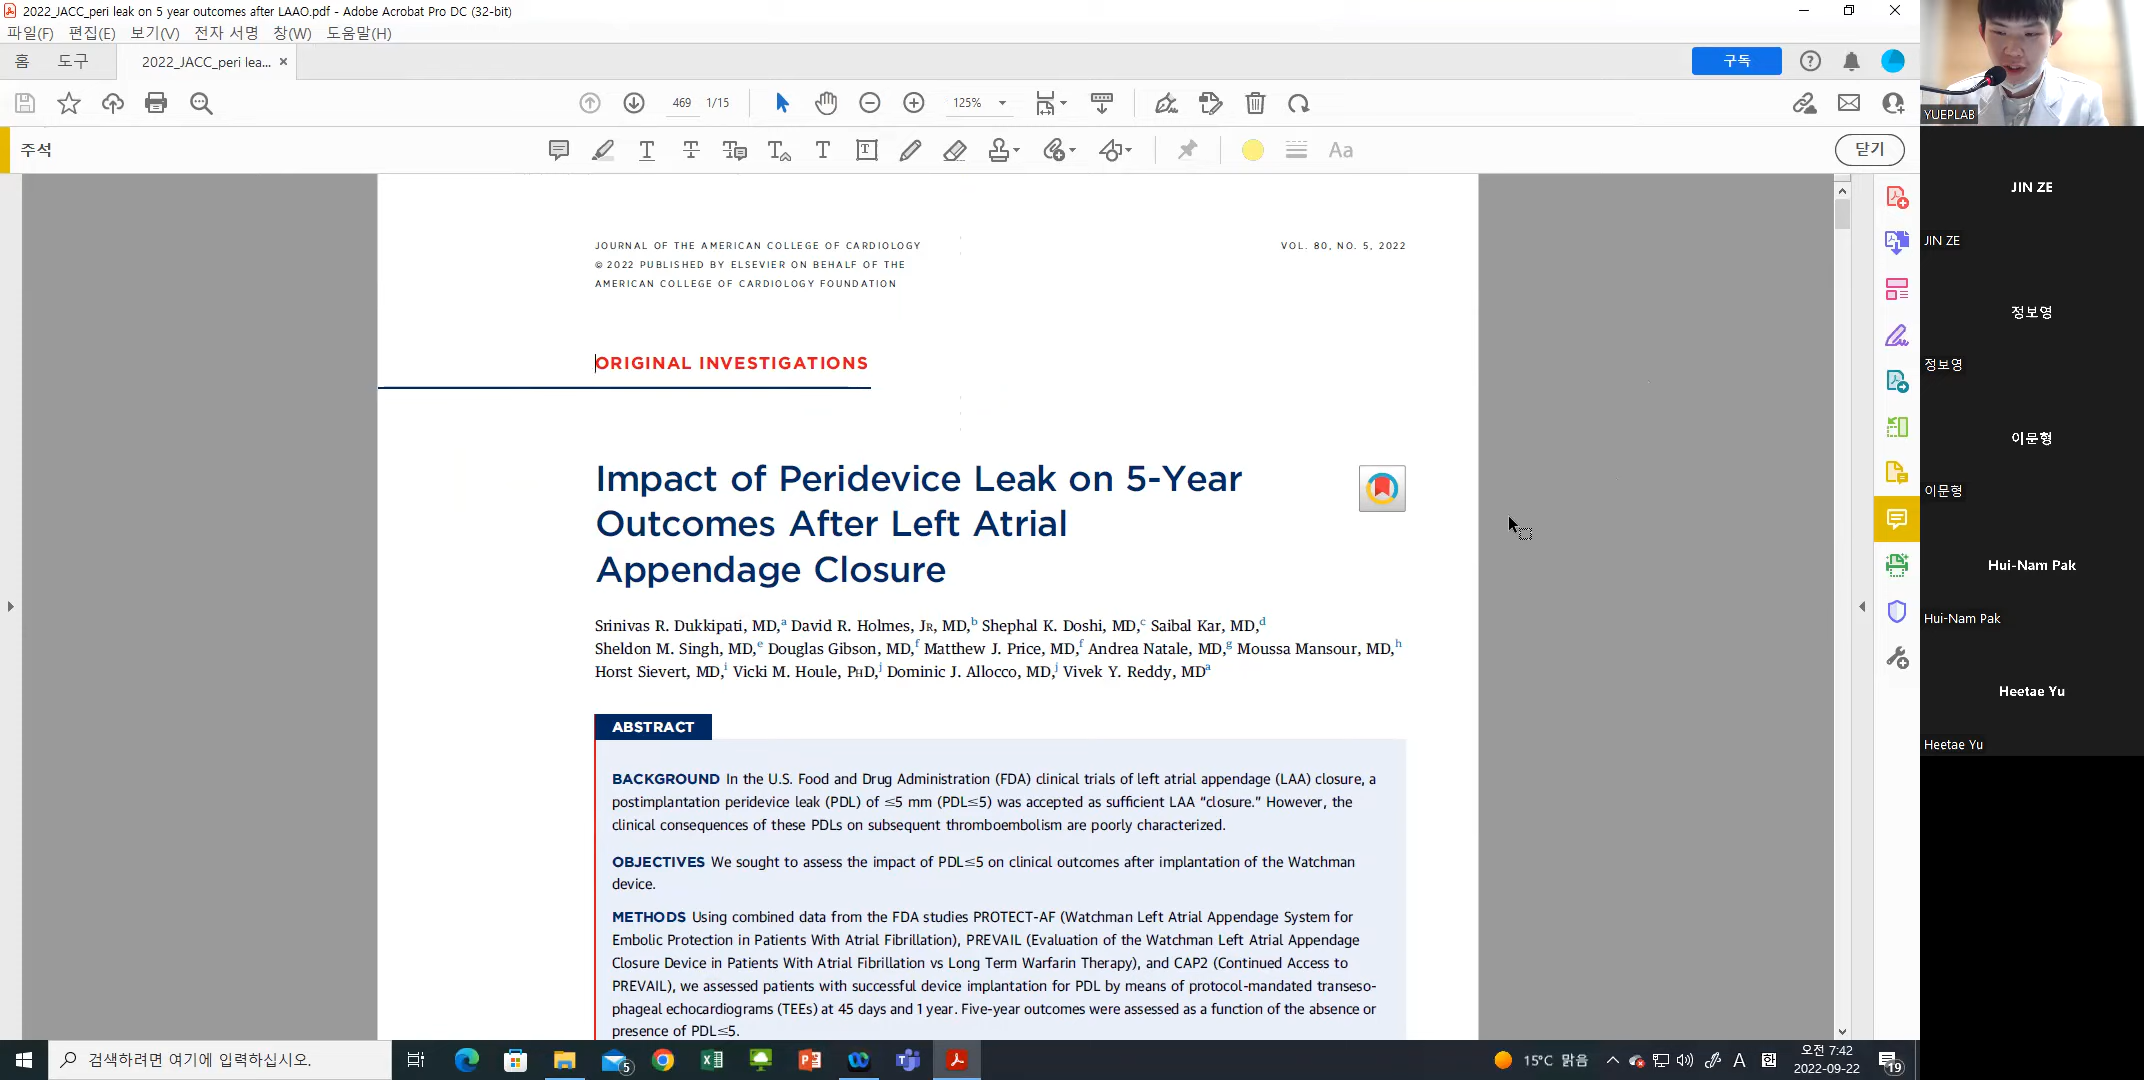 2022_JACC_peri leak on 5 year outcomes after LAAO.pdf - Adobe Acrobat Pro DC (32-bit)
파일(F) 편집(E) 보기(V) 전자 서명 창(W) 도움말(H)
홈 도구 2022_JACC_peri lea... × 구독
469 1/15 125%
주석 닫기
JOURNAL OF THE AMERICAN COLLEGE OF CARDIOLOGY VOL. 80, NO. 5, 2022
© 2022 PUBLISHED BY ELSEVIER ON BEHALF OF THE
AMERICAN COLLEGE OF CARDIOLOGY FOUNDATION
ORIGINAL INVESTIGATIONS
Impact of Peridevice Leak on 5-Year
Outcomes After Left Atrial
Appendage Closure
Srinivas R. Dukkipati, MD,a David R. Holmes, JR, MD,b Shephal K. Doshi, MD,c Saibal Kar, MD,d
Sheldon M. Singh, MD,e Douglas Gibson, MD,f Matthew J. Price, MD,f Andrea Natale, MD,g Moussa Mansour, MD,h
Horst Sievert, MD,i Vicki M. Houle, PHD,j Dominic J. Allocco, MD,j Vivek Y. Reddy, MDa
ABSTRACT
BACKGROUND In the U.S. Food and Drug Administration (FDA) clinical trials of left atrial appendage (LAA) closure, a
postimplantation peridevice leak (PDL) of ≤5 mm (PDL≤5) was accepted as sufficient LAA “closure.” However, the
clinical consequences of these PDLs on subsequent thromboembolism are poorly characterized.
OBJECTIVES We sought to assess the impact of PDL≤5 on clinical outcomes after implantation of the Watchman
device.
METHODS Using combined data from the FDA studies PROTECT-AF (Watchman Left Atrial Appendage System for
Embolic Protection in Patients With Atrial Fibrillation), PREVAIL (Evaluation of the Watchman Left Atrial Appendage
Closure Device in Patients With Atrial Fibrillation vs Long Term Warfarin Therapy), and CAP2 (Continued Access to
PREVAIL), we assessed patients with successful device implantation for PDL by means of protocol-mandated transeso-
phageal echocardiograms (TEEs) at 45 days and 1 year. Five-year outcomes were assessed as a function of the absence or
presence of PDL≤5.
YUEPLAB
JIN ZE
JIN ZE
정보영
정보영
이문형
이문형
Hui-Nam Pak
Hui-Nam Pak
Heetae Yu
Heetae Yu
검색하려면 여기에 입력하십시오.
5
15°C 맑음
A 한
오전 7:42
2022-09-22
19